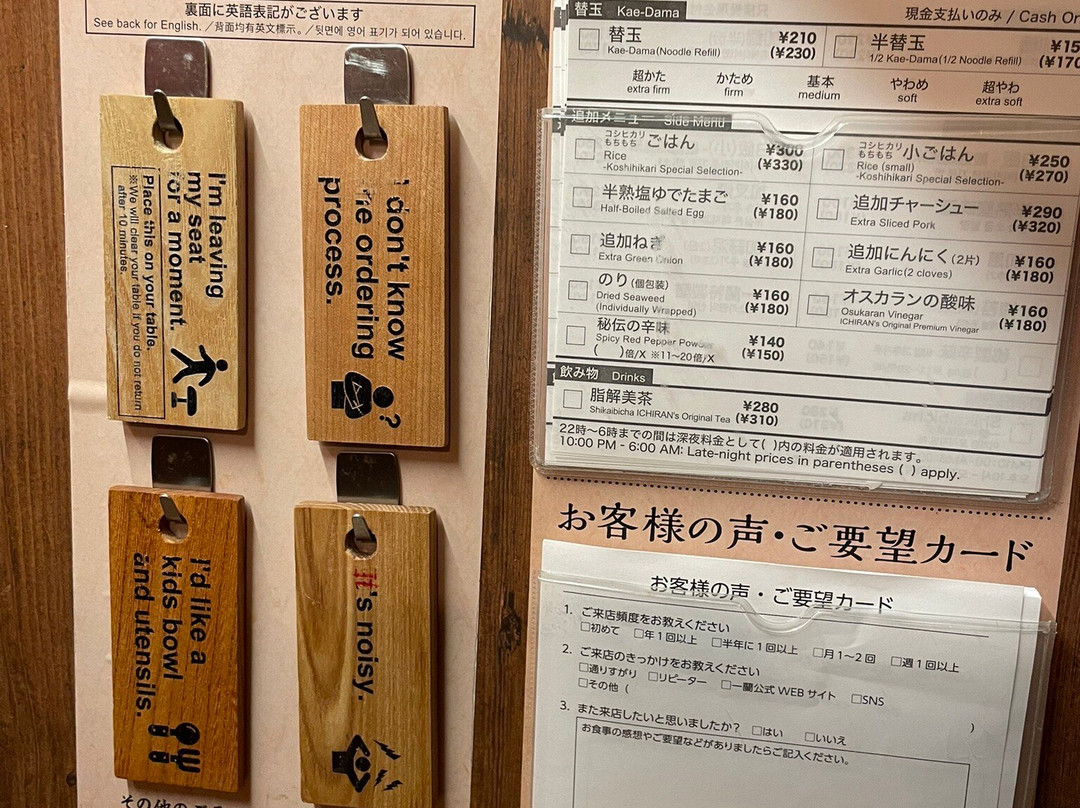 裏面に英語表記がございます
See back for English. ／背面均有英文標示。／뒷면에 영어 표기가 되어 있습니다.
I'm leaving
my seat
for a moment.
Place this on your table.
※We will clear your table if you do not return
after 10 minutes.
I don't know
the ordering
process.
?
I'd like a
kids bowl
and utensils.
It's noisy.
替玉 Kae-Dama
現金支払いのみ / Cash On
替玉
Kae-Dama(Noodle Refill)
¥210
(¥230)
半替玉
1/2 Kae-Dama(1/2 Noodle Refill)
超かた
extra firm
かため
firm
基本
medium
やわめ
soft
超やわ
extra soft
追加メニュー Side Menu
コシヒカリ
もちもち
ごはん
Rice
-Koshihikari Special Selection-
¥300
(¥330)
コシヒカリ
もちもち
小ごはん
Rice (small)
-Koshihikari Special Selection-
¥250
(¥270)
半熟塩ゆでたまご
Half-Boiled Salted Egg
¥160
(¥180)
追加チャーシュー
Extra Sliced Pork
¥290
(¥320)
追加ねぎ
Extra Green Onion
¥160
(¥180)
追加にんにく(2片)
Extra Garlic(2 cloves)
¥160
(¥180)
のり(個包装)
Dried Seaweed
(Individually Wrapped)
¥160
(¥180)
オスカランの酸味
Osukaran Vinegar
ICHIRAN's Original Premium Vinegar
¥160
(¥180)
秘伝の辛味
Spicy Red Pepper Powder
( )倍/X ※11～20倍/X
¥140
(¥150)
飲み物 Drinks
脂解美茶
Shikaibicha ICHIRAN's Original Tea
¥280
(¥310)
22時～6時までの間は深夜料金として( )内の料金が適用されます。
10:00 PM - 6:00 AM: Late-night prices in parentheses ( ) apply.
お客様の声・ご要望カード
お客様の声・ご要望カード
1. ご来店頻度をお教えください
□初めて □年1回以上 □半年に1回以上 □月1～2回 □週1回以上
2. ご来店のきっかけをお教えください
□通りすがり □リピーター □一蘭公式WEBサイト □SNS
□その他 ( )
3. また来店したいと思いましたか？ □はい □いいえ
お食事の感想やご要望などがありましたらご記入ください。